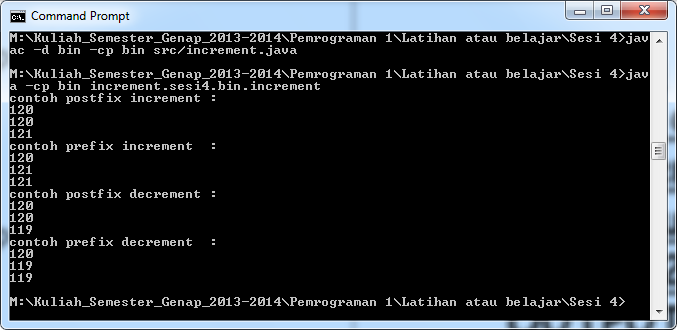 Command Prompt
M:\Kuliah_Semester_Genap_2013-2014\Pemrograman 1\Latihan atau belajar\Sesi 4>jav
ac -d bin -cp bin src/increment.java
M:\Kuliah_Semester_Genap_2013-2014\Pemrograman 1\Latihan atau belajar\Sesi 4>jav
a -cp bin increment.sesi4.bin.increment
contoh postfix increment :
120
120
121
contoh prefix increment  :
120
121
121
contoh postfix decrement :
120
120
119
contoh prefix decrement  :
120
119
119
M:\Kuliah_Semester_Genap_2013-2014\Pemrograman 1\Latihan atau belajar\Sesi 4>